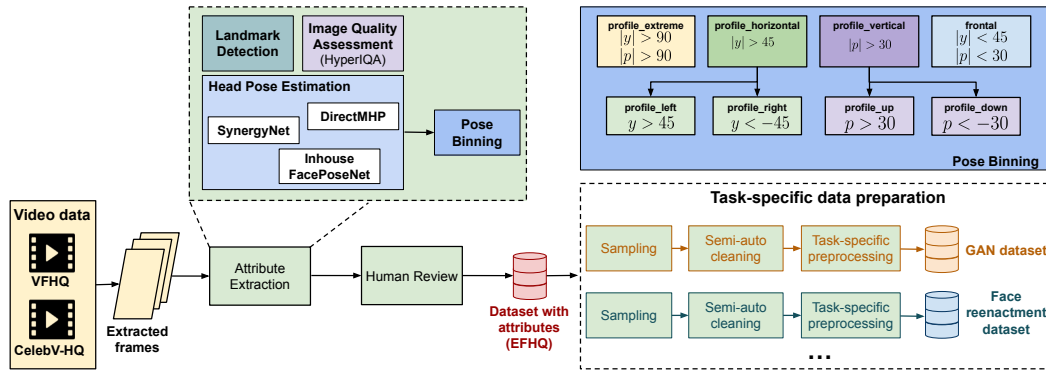 Landmark
Detection
Image Quality
Assessment
(HyperIQA)
Head Pose Estimation
SynergyNet
DirectMHP
Inhouse
FacePoseNet
Pose
Binning
profile_extreme
|y| > 90
|p| > 90
profile_horizontal
|y| > 45
profile_vertical
|p| > 30
frontal
|y| < 45
|p| < 30
profile_left
y > 45
profile_right
y < −45
profile_up
p > 30
profile_down
p < −30
Pose Binning
Video data
VFHQ
CelebV-HQ
Extracted
frames
Attribute
Extraction
Human Review
Dataset with
attributes
(EFHQ)
Task-specific data preparation
Sampling
Semi-auto
cleaning
Task-specific
preprocessing
GAN dataset
Sampling
Semi-auto
cleaning
Task-specific
preprocessing
Face
reenactment
dataset
...